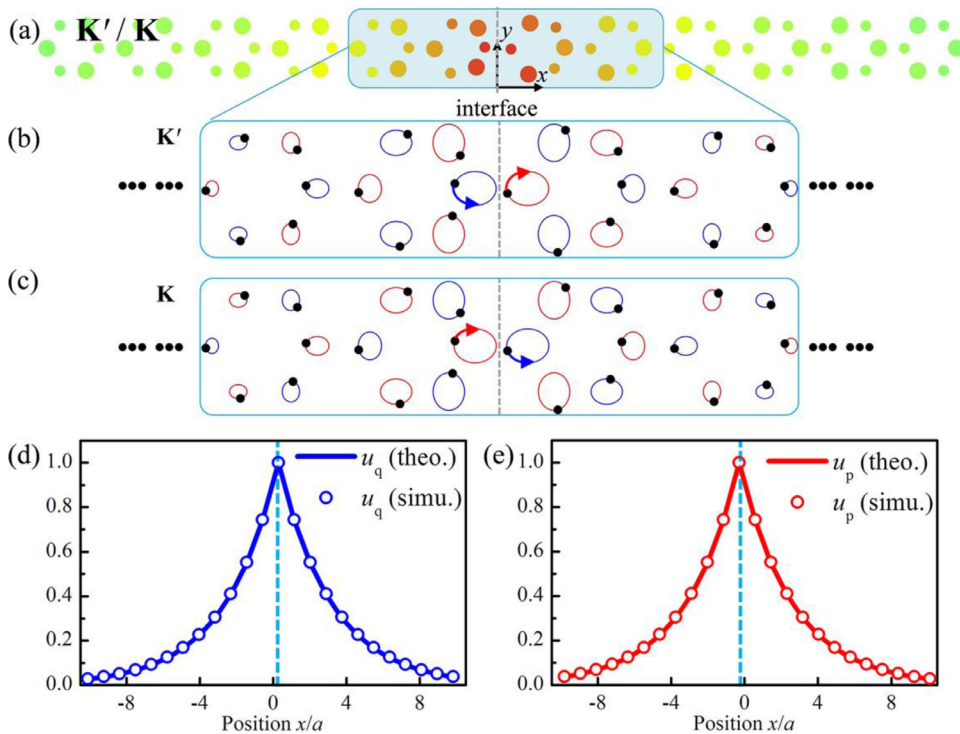 (a) K′ / K
y
x
interface
(b) K′
(c) K
(d) (e)
1.0
0.8
0.6
0.4
0.2
0.0
-8 -4 0 4 8
Position x/a
u_q (theo.)
u_q (simu.)
1.0
0.8
0.6
0.4
0.2
0.0
-8 -4 0 4 8
Position x/a
u_p (theo.)
u_p (simu.)